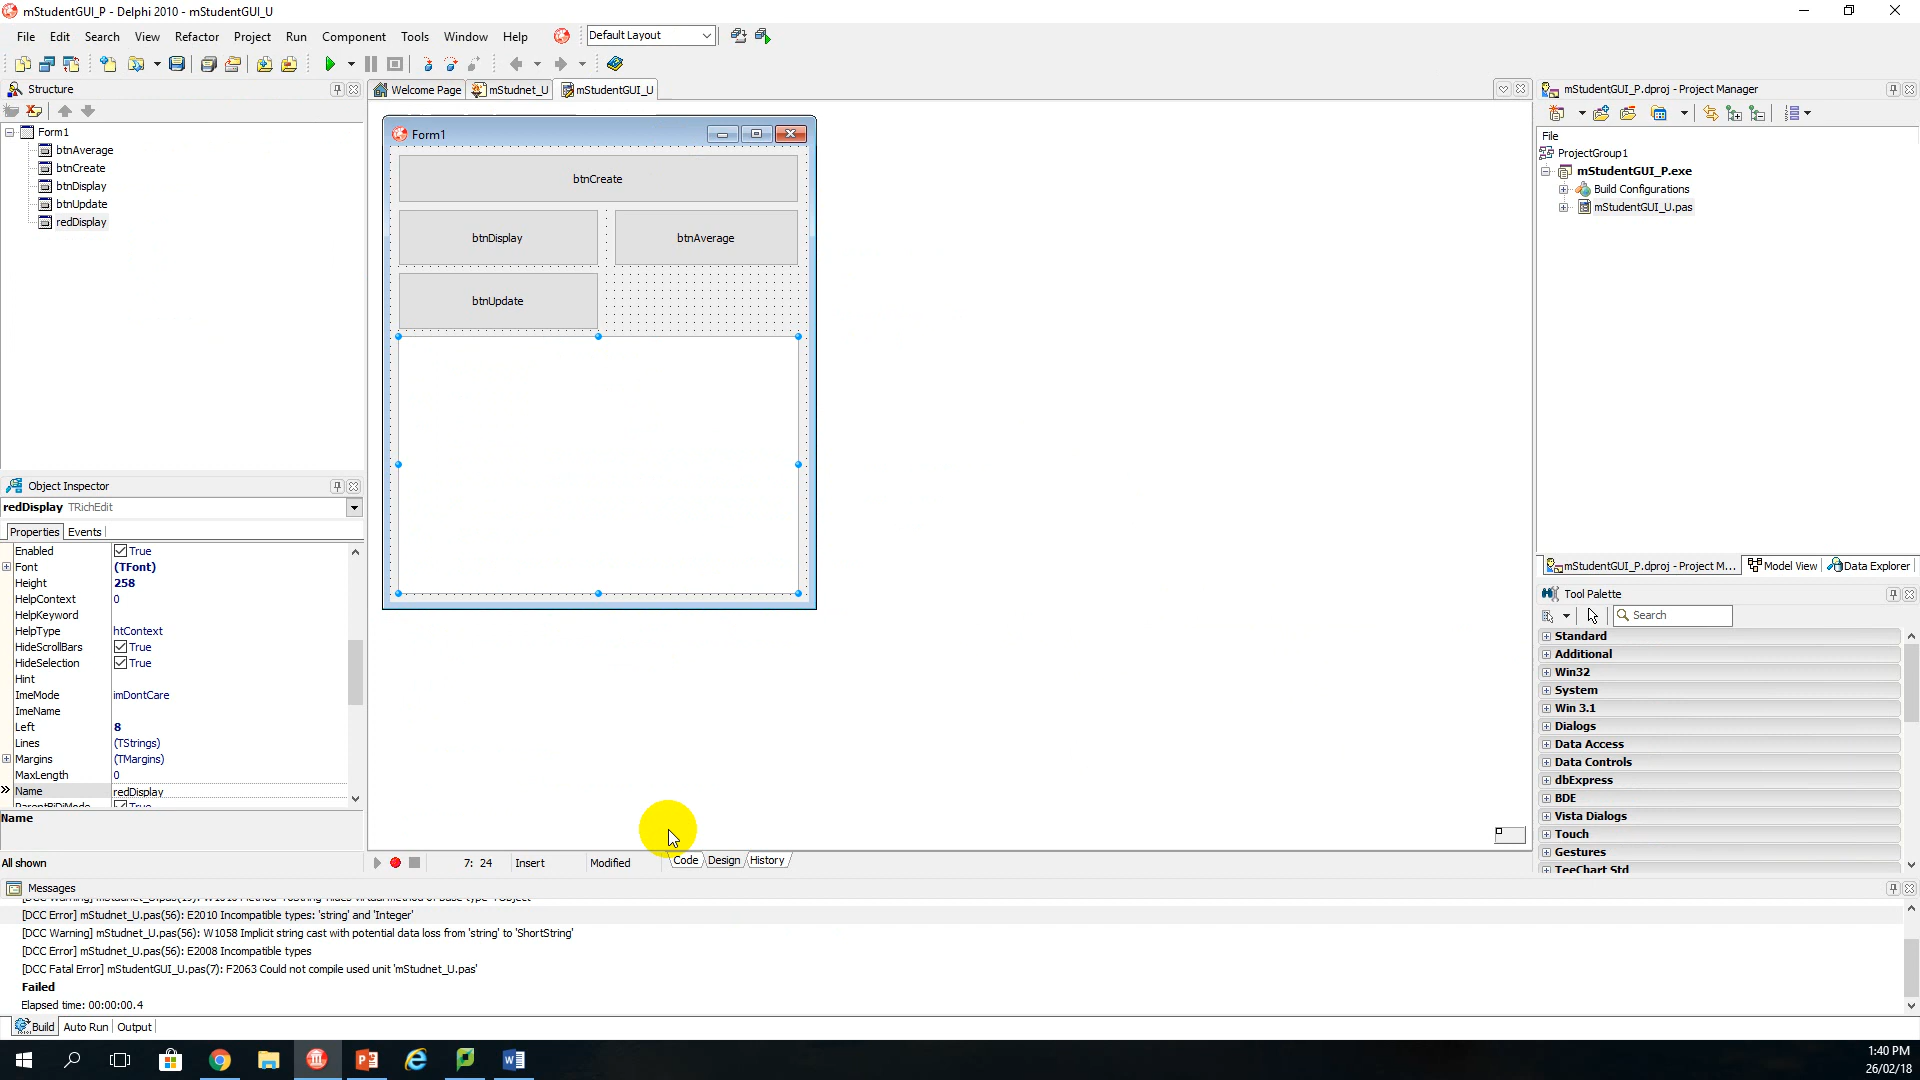 mStudentGUI_P - Delphi 2010 - mStudentGUI_U
File Edit Search View Refactor Project Run Component Tools Window Help Default Layout
Structure
Welcome Page mStudnet_U mStudentGUI_U
mStudentGUI_P.dproj - Project Manager
Form1
btnAverage
btnCreate
btnDisplay
btnUpdate
redDisplay
Form1
btnCreate
btnDisplay btnAverage
btnUpdate
File
ProjectGroup1
mStudentGUI_P.exe
Build Configurations
mStudentGUI_U.pas
Object Inspector
redDisplay TRichEdit
Properties Events
Enabled True
Font (TFont)
Height 258
HelpContext 0
HelpKeyword
HelpType htContext
HideScrollBars True
HideSelection True
Hint
ImeMode imDontCare
ImeName
Left 8
Lines (TStrings)
Margins (TMargins)
MaxLength 0
Name redDisplay
ParentBiDiMode True
Name
All shown
mStudentGUI_P.dproj - Project M... Model View Data Explorer
Tool Palette
Search
Standard
Additional
Win32
System
Win 3.1
Dialogs
Data Access
Data Controls
dbExpress
BDE
Vista Dialogs
Touch
Gestures
TeeChart Std
7: 24 Insert Modified Code Design History
Messages
[DCC Error] mStudnet_U.pas(56): E2010 Incompatible types: 'string' and 'Integer'
[DCC Warning] mStudnet_U.pas(56): W1058 Implicit string cast with potential data loss from 'string' to 'ShortString'
[DCC Error] mStudnet_U.pas(56): E2008 Incompatible types
[DCC Fatal Error] mStudentGUI_U.pas(7): F2063 Could not compile used unit 'mStudnet_U.pas'
Failed
Elapsed time: 00:00:00.4
Build Auto Run Output
1:40 PM
26/02/18